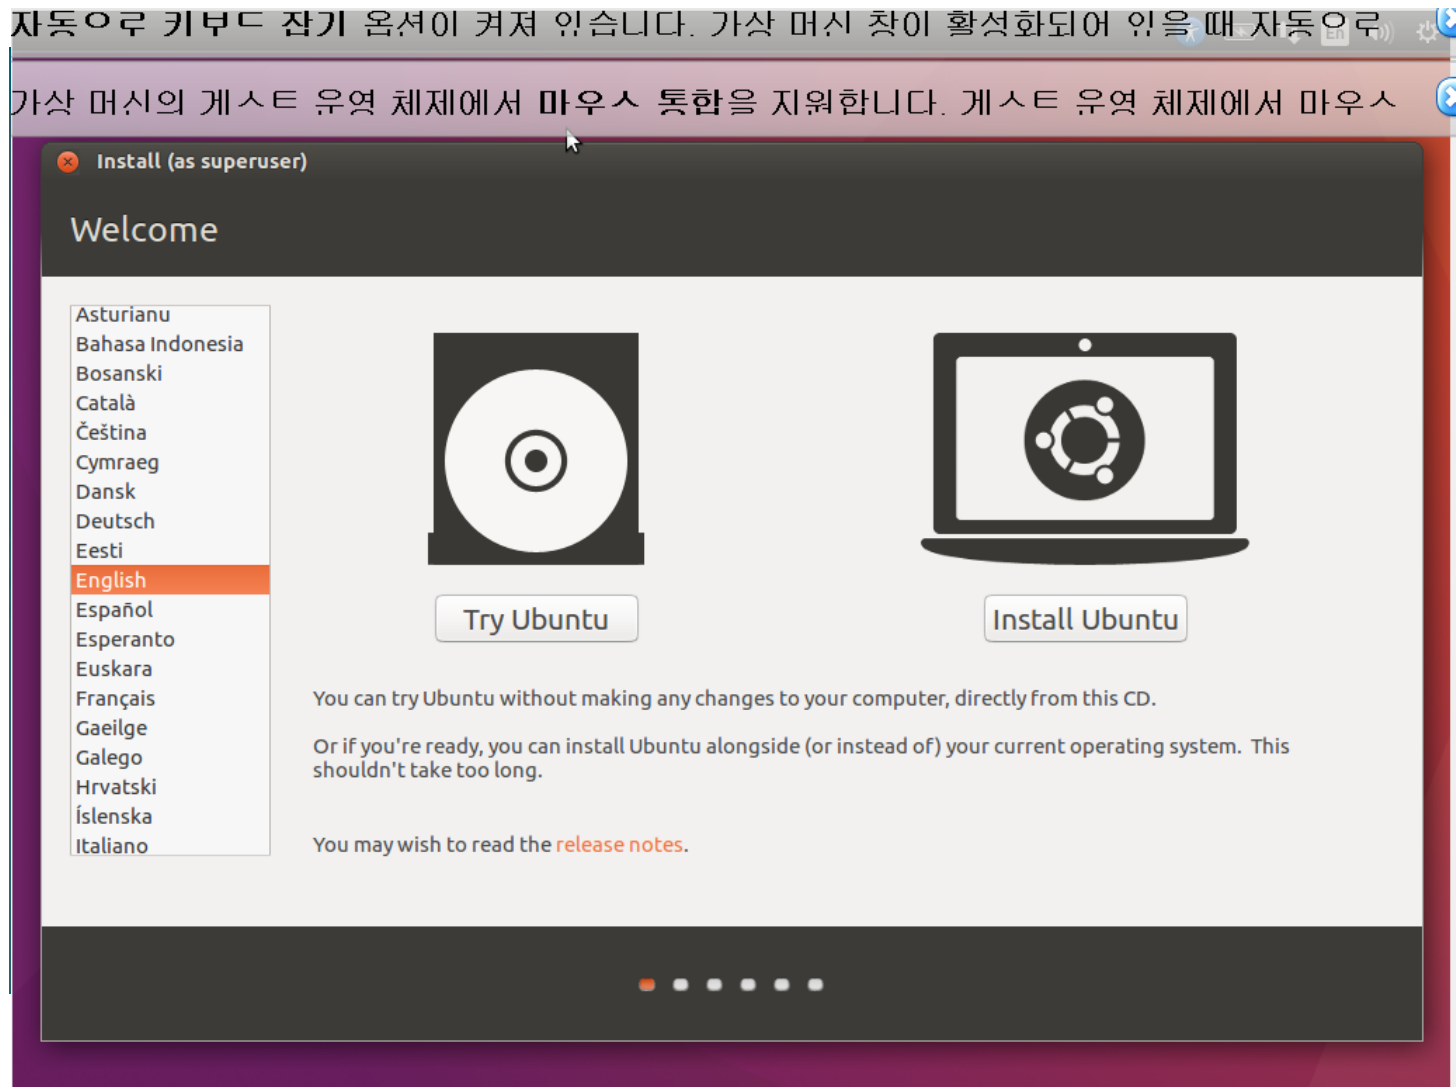 자동으로 키보드 잡기 옵션이 켜져 있습니다. 가상 머신 창이 활성화되어 있을 때 자동으로
En
가상 머신의 게스트 운영 체제에서 마우스 통합을 지원합니다. 게스트 운영 체제에서 마우스
Install (as superuser)
Welcome
Asturianu
Bahasa Indonesia
Bosanski
Català
Čeština
Cymraeg
Dansk
Deutsch
Eesti
English
Español
Esperanto
Euskara
Français
Gaeilge
Galego
Hrvatski
Íslenska
Italiano
Try Ubuntu
Install Ubuntu
You can try Ubuntu without making any changes to your computer, directly from this CD.
Or if you're ready, you can install Ubuntu alongside (or instead of) your current operating system. This
shouldn't take too long.
You may wish to read the release notes.